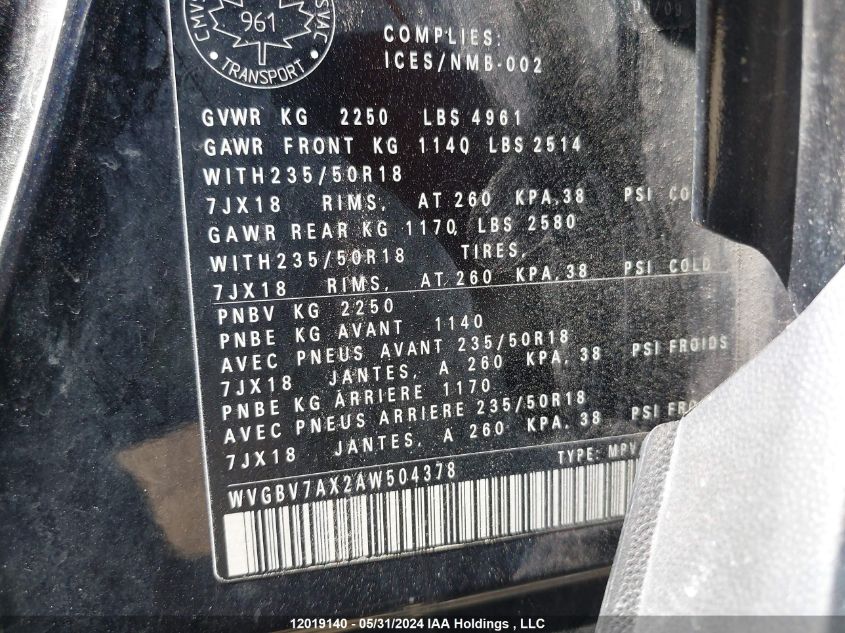 961
TRANSPORT
COMPLIES:
ICES/NMB-002
GVWR KG 2250 LBS 4961
GAWR FRONT KG 1140 LBS 2514
WITH235/50R18
7JX18 RIMS, AT 260 KPA,38 PSI CO
GAWR REAR KG 1170 LBS 2580
WITH235/50R18 TIRES,
7JX18 RIMS, AT 260 KPA,38 PSI COLD
PNBV KG 2250
PNBE KG AVANT 1140
AVEC PNEUS AVANT 235/50R18
7JX18 JANTES, A 260 KPA, 38 PSI FROIDS
PNBE KG ARRIERE 1170
AVEC PNEUS ARRIERE 235/50R18
7JX18 JANTES, A 260 KPA, 38 PSI FRO
WVGBV7AX2AW504378 TYPE: MPV
12019140 - 05/31/2024 IAA Holdings, LLC